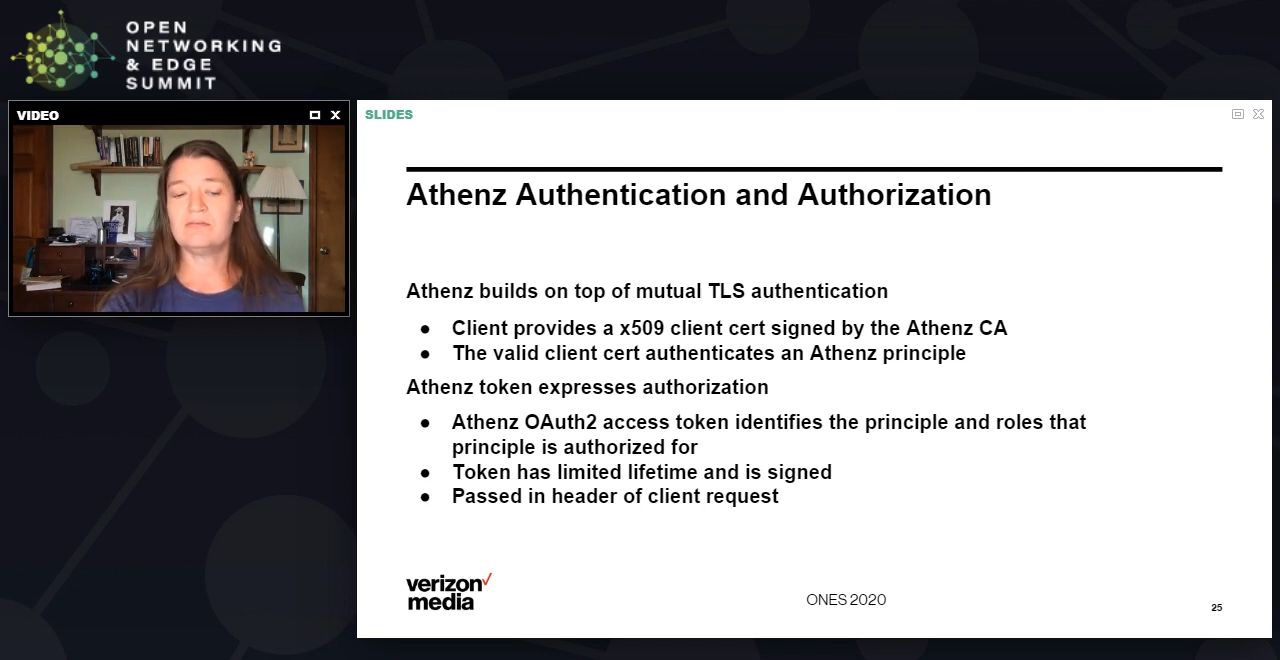 OPEN
NETWORKING
& EDGE
SUMMIT
VIDEO
SLIDES
Athenz Authentication and Authorization
Athenz builds on top of mutual TLS authentication
● Client provides a x509 client cert signed by the Athenz CA
● The valid client cert authenticates an Athenz principle
Athenz token expresses authorization
● Athenz OAuth2 access token identifies the principle and roles that
principle is authorized for
● Token has limited lifetime and is signed
● Passed in header of client request
verizon✓
media
ONES 2020
25